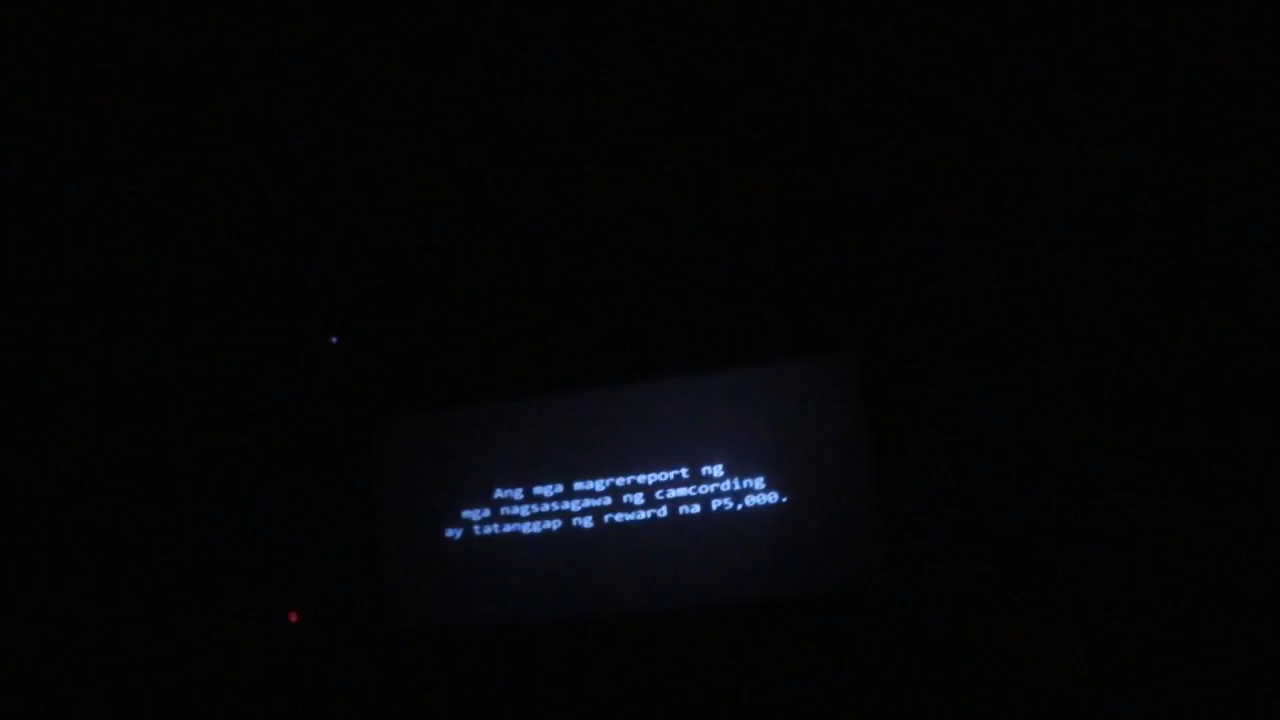 Ang mga magrereport ng
mga nagsasagawa ng camcording
ay tatanggap ng reward na P5,000.